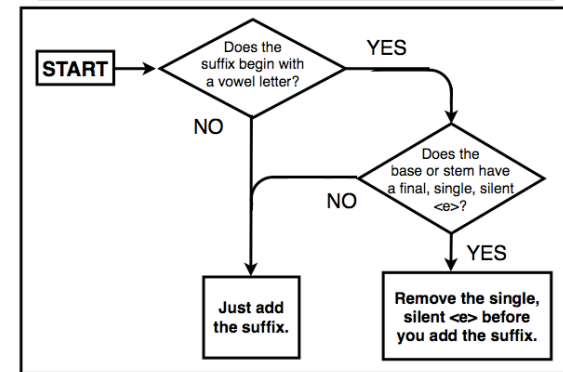 START
Does the
suffix begin with
a vowel letter?
YES
NO
Does the
base or stem have
a final, single, silent
<e>?
NO
YES
Just add
the suffix.
Remove the single,
silent <e> before
you add the suffix.